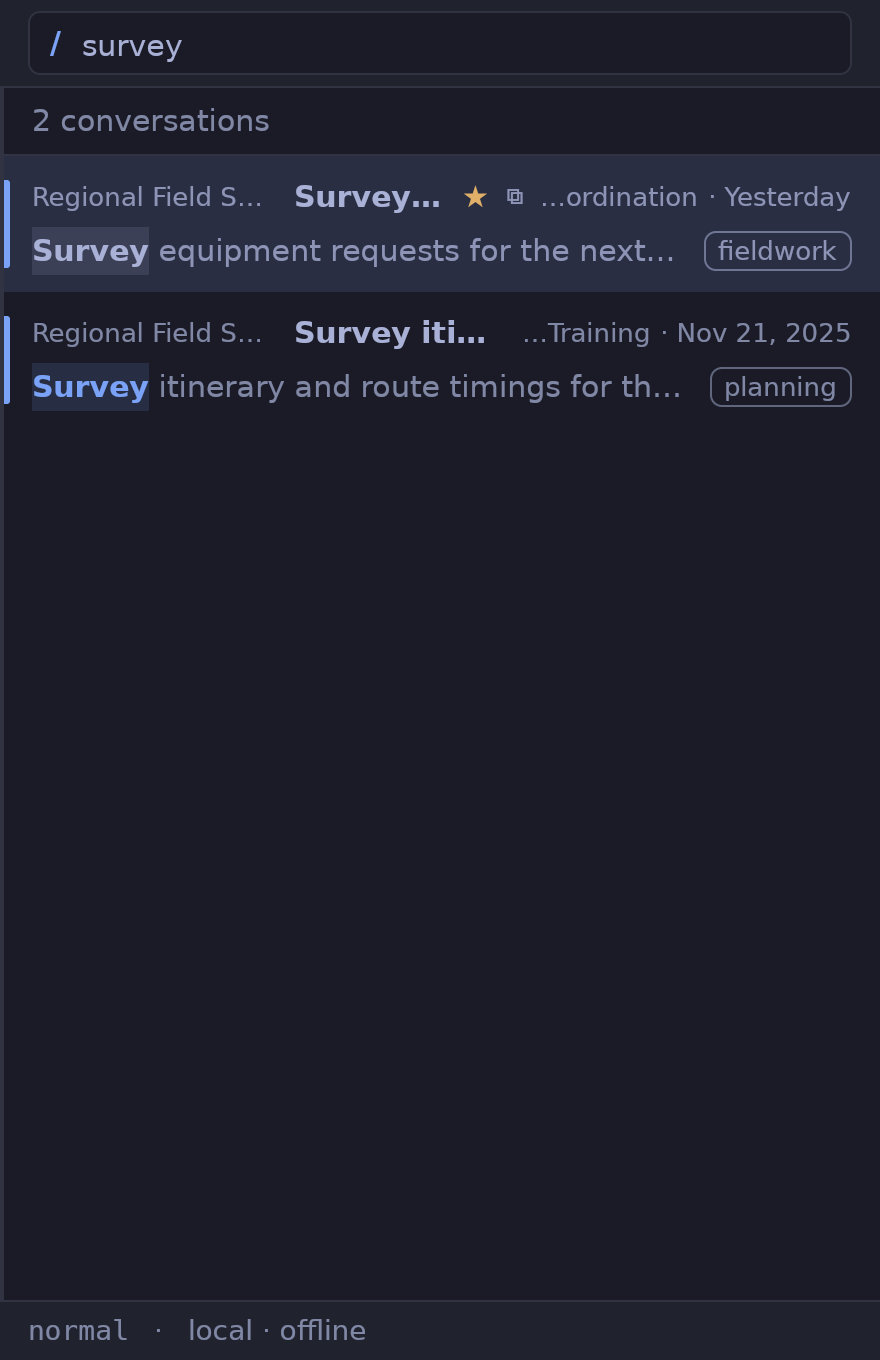 / survey
2 conversations
Regional Field S… Survey… ★ …ordination · Yesterday
Survey equipment requests for the next… fieldwork
Regional Field S… Survey iti… …Training · Nov 21, 2025
Survey itinerary and route timings for th… planning
normal · local · offline